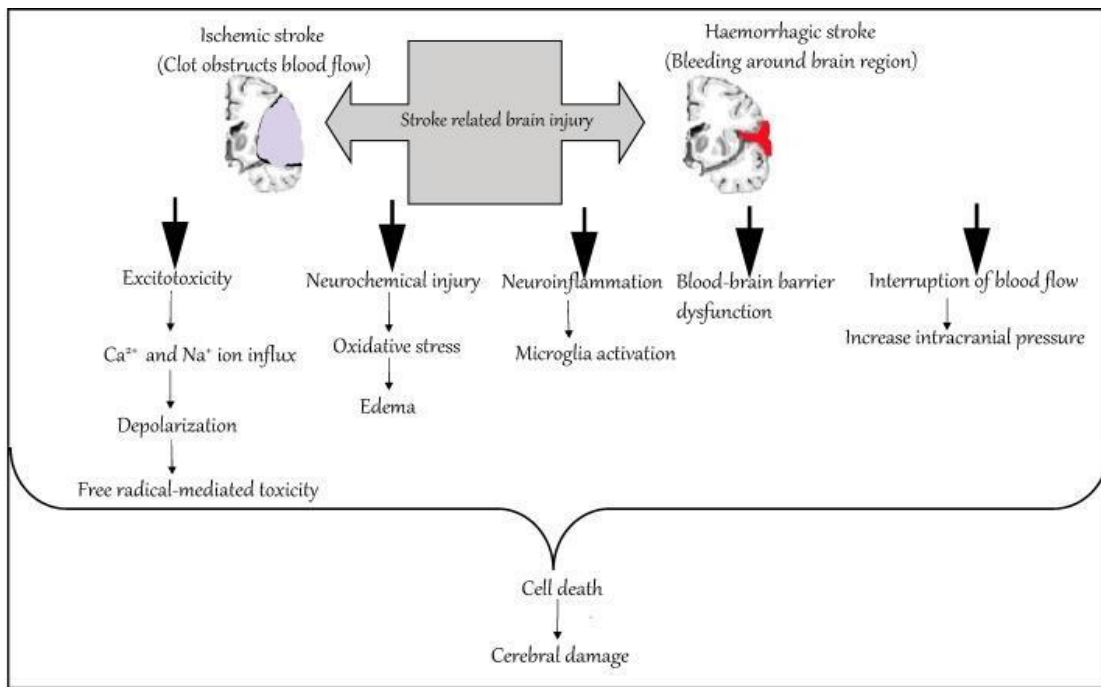 Ischemic stroke
(Clot obstructs blood flow)
Haemorrhagic stroke
(Bleeding around brain region)
Stroke related brain injury
Excitotoxicity
Ca²⁺ and Na⁺ ion influx
Depolarization
Free radical-mediated toxicity
Neurochemical injury
Oxidative stress
Edema
Neuroinflammation
Microglia activation
Blood-brain barrier
dysfunction
Interruption of blood flow
Increase intracranial pressure
Cell death
Cerebral damage